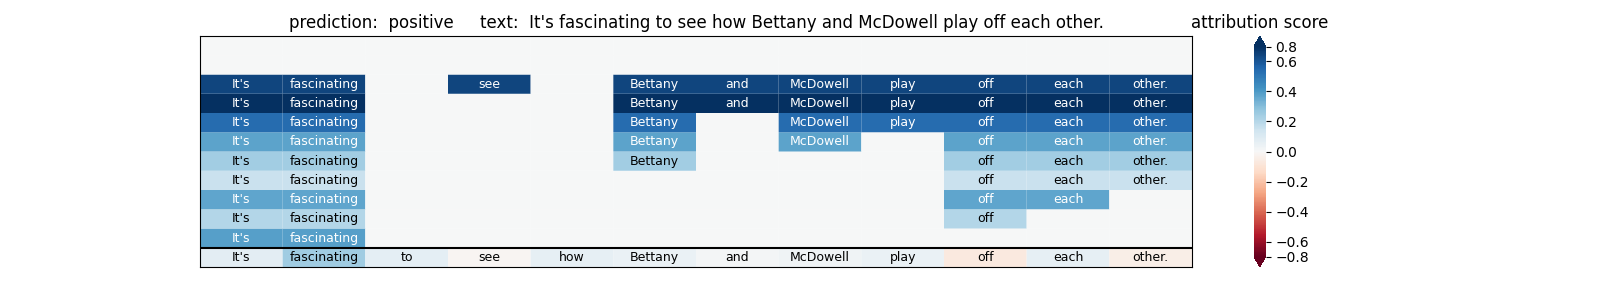 prediction: positive text: It's fascinating to see how Bettany and McDowell play off each other. attribution score
It's fascinating see Bettany and McDowell play off each other.
It's fascinating Bettany and McDowell play off each other.
It's fascinating Bettany McDowell play off each other.
It's fascinating Bettany McDowell off each other.
It's fascinating Bettany off each other.
It's fascinating off each other.
It's fascinating off each
It's fascinating off
It's fascinating
It's fascinating to see how Bettany and McDowell play off each other.
0.8
0.6
0.4
0.2
0.0
−0.2
−0.4
−0.6
−0.8